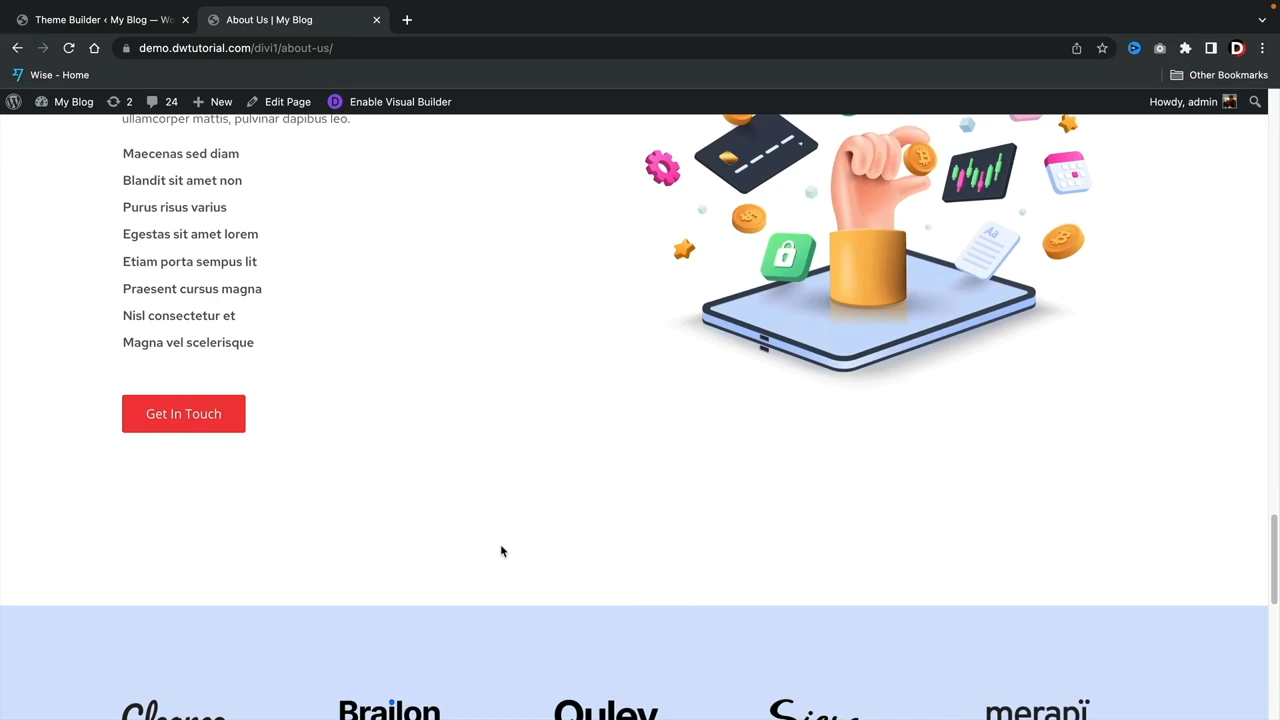 Theme Builder ‹ My Blog — Wo
About Us | My Blog
demo.dwtutorial.com/divi1/about-us/
Wise - Home
Other Bookmarks
My Blog
2
24
New
Edit Page
D
Enable Visual Builder
Howdy, admin
ullamcorper mattis, pulvinar dapibus leo.
Maecenas sed diam
Blandit sit amet non
Purus risus varius
Egestas sit amet lorem
Etiam porta sempus lit
Praesent cursus magna
Nisl consectetur et
Magna vel scelerisque
Aa
Get In Touch
Brailon
merapï